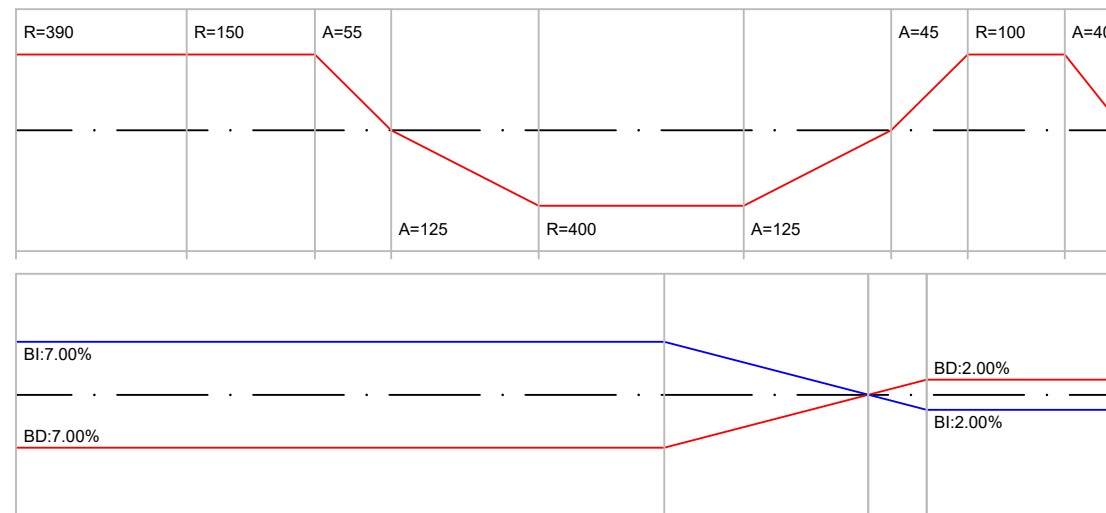 R=390
R=150
A=55
A=45
R=100
A=40
A=125
R=400
A=125
BI:7.00%
BD:2.00%
BD:7.00%
BI:2.00%